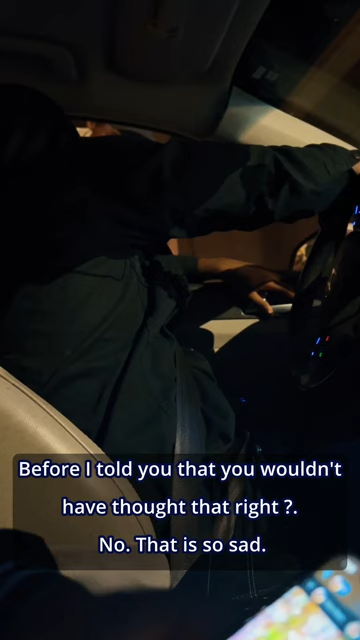 Before I told you that you wouldn't
have thought that right ?.
No. That is so sad.